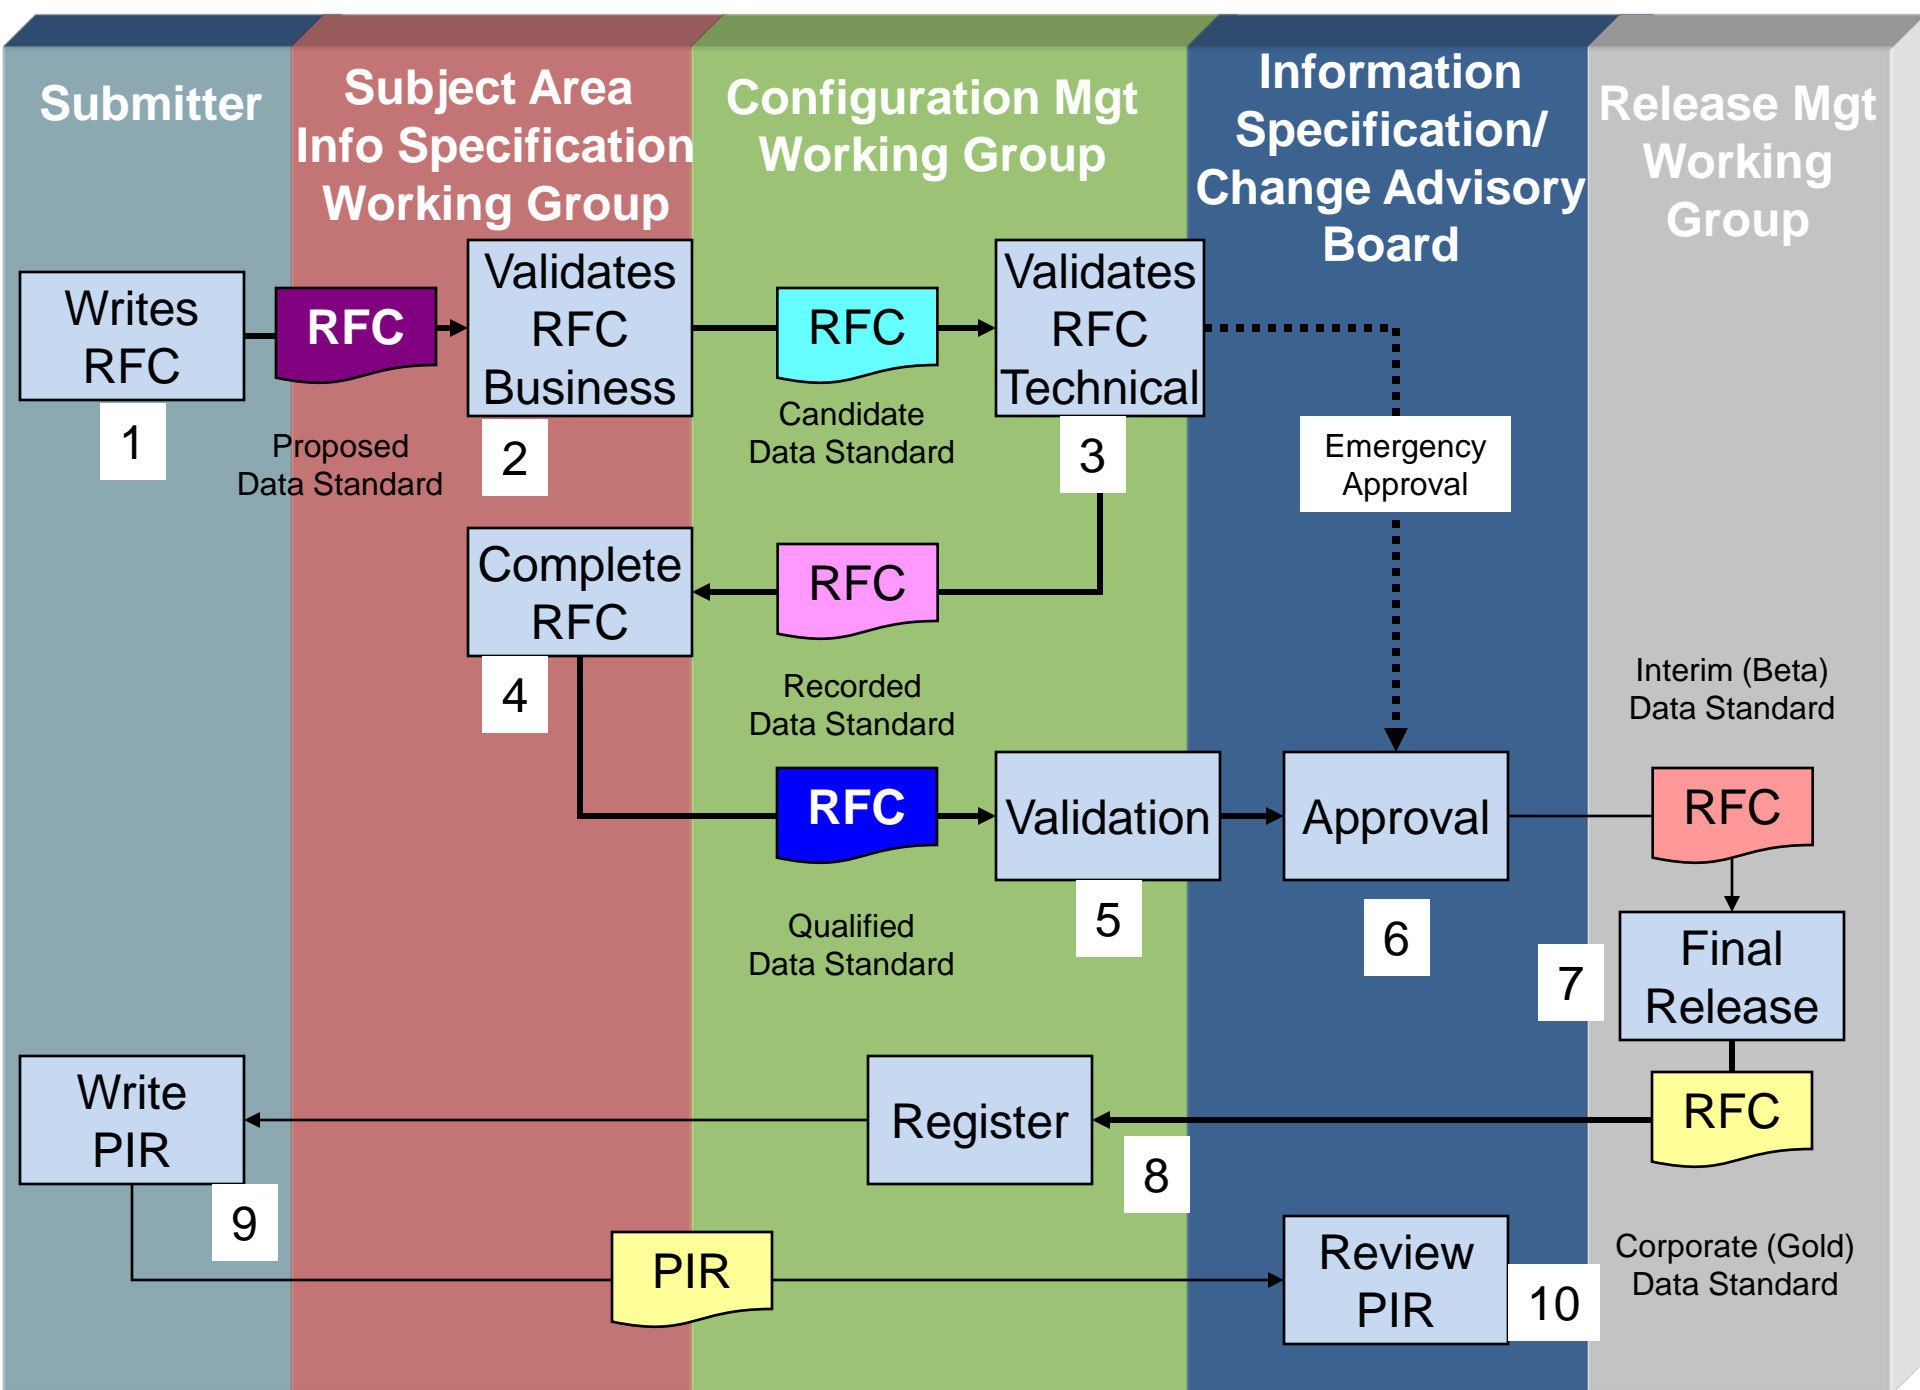 Submitter
Subject Area
Info Specification
Working Group
Configuration Mgt
Working Group
Information
Specification/
Change Advisory
Board
Release Mgt
Working
Group
Writes
RFC
1
RFC
Proposed
Data Standard
Validates
RFC
Business
2
RFC
Candidate
Data Standard
Validates
RFC
Technical
3
Emergency
Approval
Complete
RFC
4
RFC
Recorded
Data Standard
RFC
Qualified
Data Standard
Validation
5
Approval
6
Interim (Beta)
Data Standard
RFC
Final
Release
7
RFC
Corporate (Gold)
Data Standard
Register
8
Write
PIR
9
PIR
Review
PIR
10